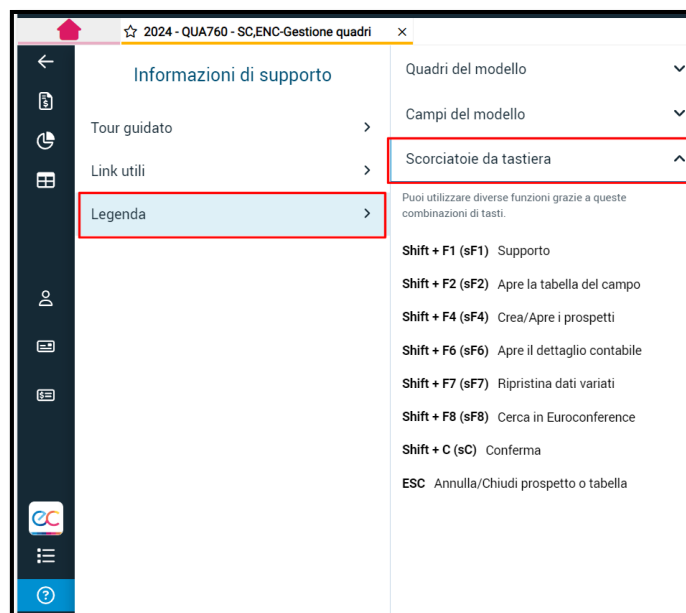 2024 - QUA760 - SC,ENC-Gestione quadri
Informazioni di supporto
Tour guidato
Link utili
Legenda
Quadri del modello
Campi del modello
Scorciatoie da tastiera
Puoi utilizzare diverse funzioni grazie a queste
combinazioni di tasti.
Shift + F1 (sF1) Supporto
Shift + F2 (sF2) Apre la tabella del campo
Shift + F4 (sF4) Crea/Apre i prospetti
Shift + F6 (sF6) Apre il dettaglio contabile
Shift + F7 (sF7) Ripristina dati variati
Shift + F8 (sF8) Cerca in Euroconference
Shift + C (sC) Conferma
ESC Annulla/Chiudi prospetto o tabella
ec